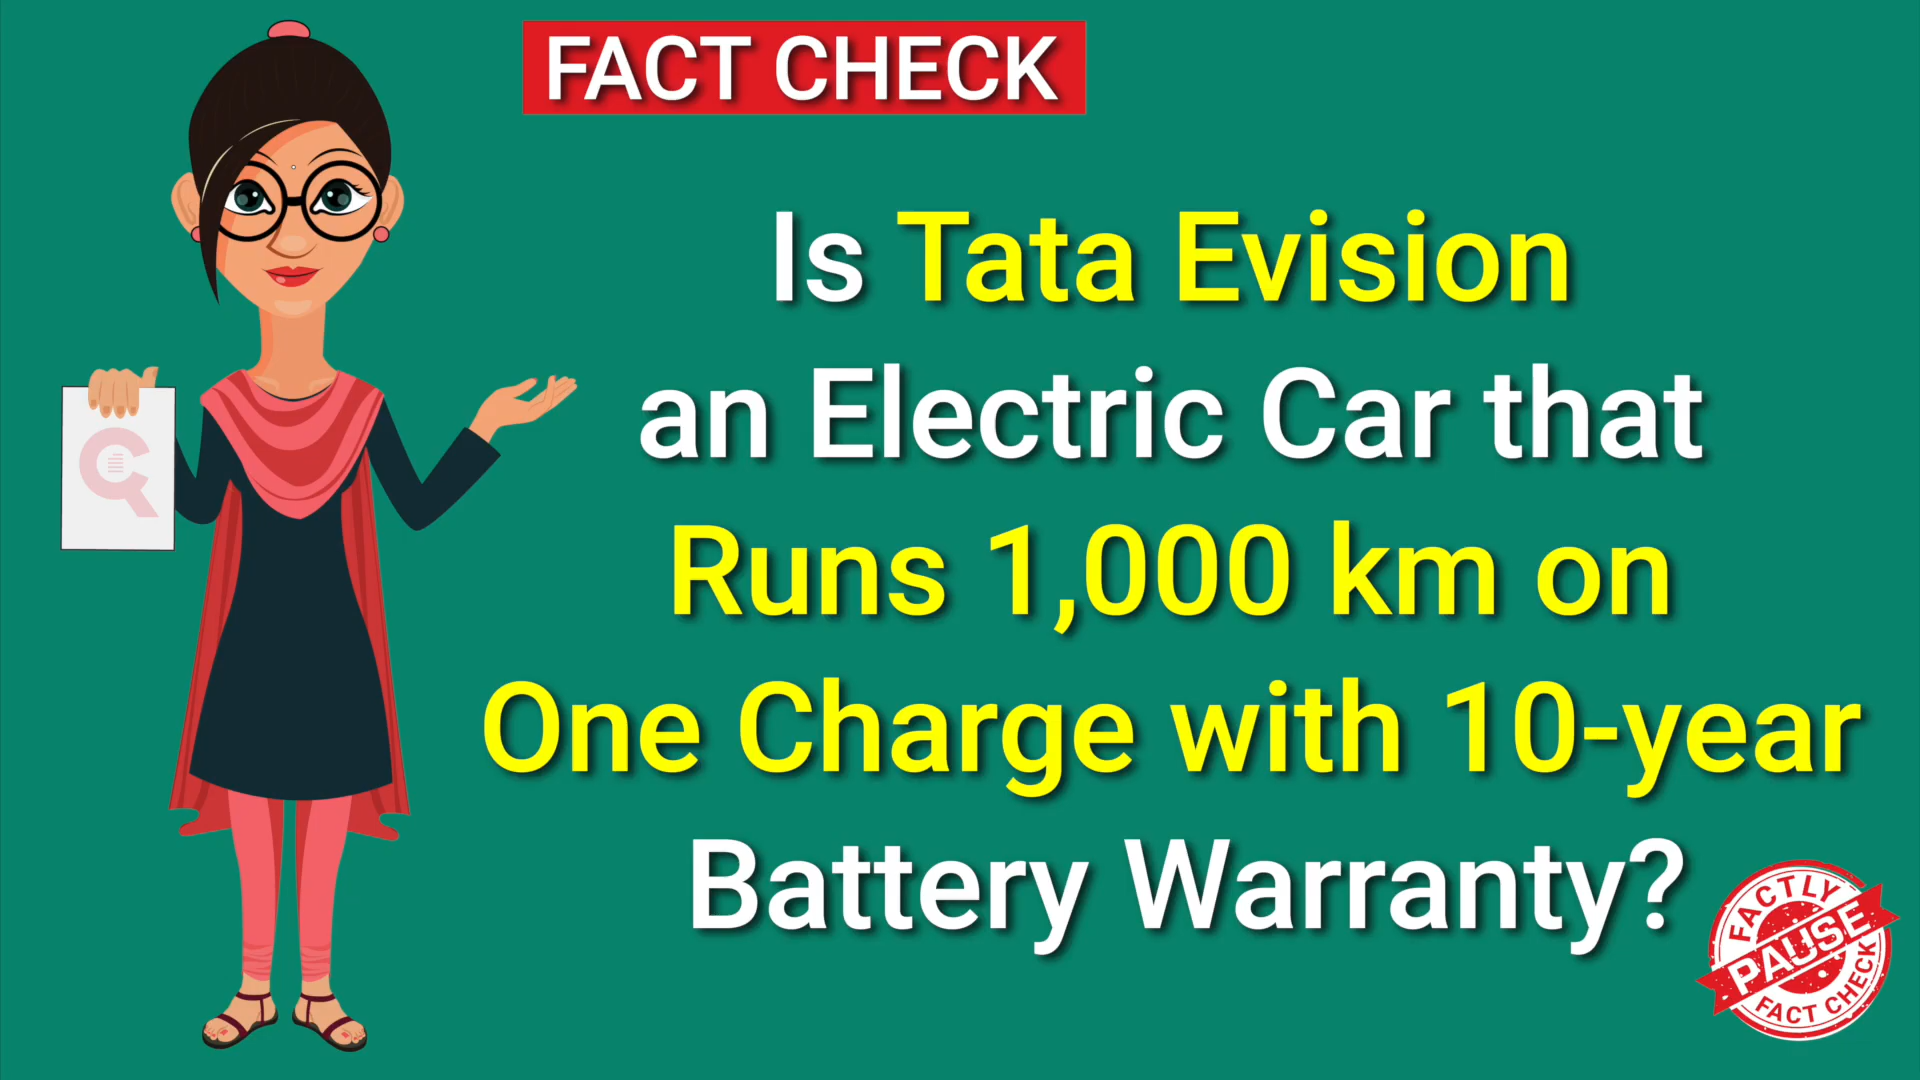 FACT CHECK
Is Tata Evision
an Electric Car that
Runs 1,000 km on
One Charge with 10-year
Battery Warranty?
FACTLY
PAUSE
FACT CHECK